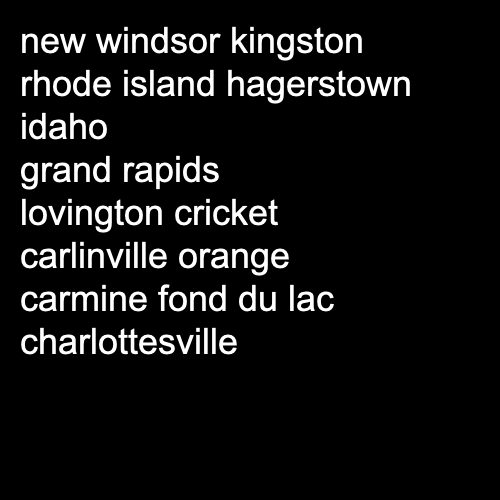 new windsor kingston
rhode island hagerstown
idaho
grand rapids
lovington cricket
carlinville orange
carmine fond du lac
charlottesville